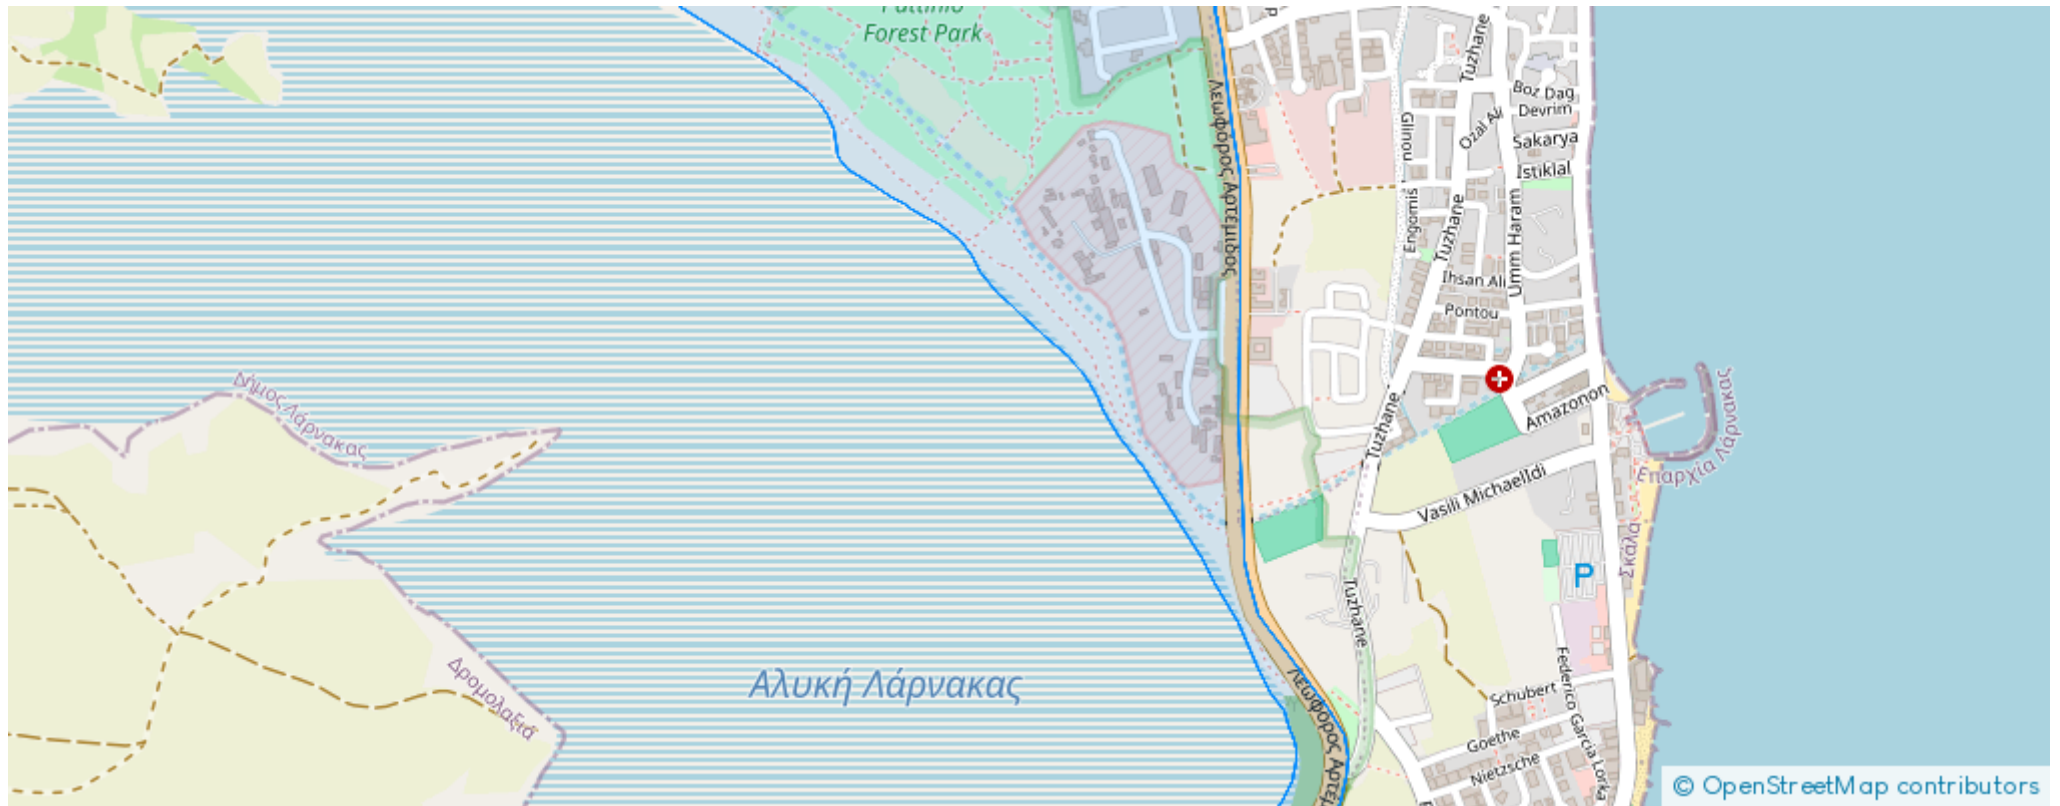 Forest Park
Tuzhane
Boz Dag
Devrim
Ozal Ali
Sakarya
Istiklal
Glinou
Λεωφόρος Αρτέμιδος
Engomis
Tuzhane
Umm Haram
Ihsan Ali
Pontou
Δήμος Λάρνακας
Amazonon
Tuzhane
Επαρχία Λάρνακας
Vasili MichaelIdi
Σκάλα
P
Tuzhane
Δρομολαξιά
Αλυκή Λάρνακας
Λεωφόρος Αρτέμ
Schubert
Federico Garcia Lorka
Goethe
Nietzsche
© OpenStreetMap contributors